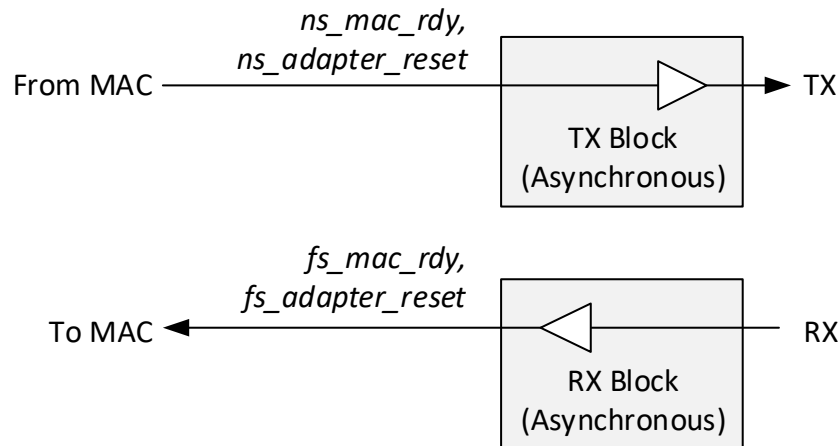 ns_mac_rdy,
ns_adapter_reset
From MAC
TX
TX Block
(Asynchronous)
fs_mac_rdy,
fs_adapter_reset
To MAC
RX
RX Block
(Asynchronous)